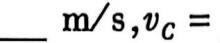 ___ m/s,v_C =